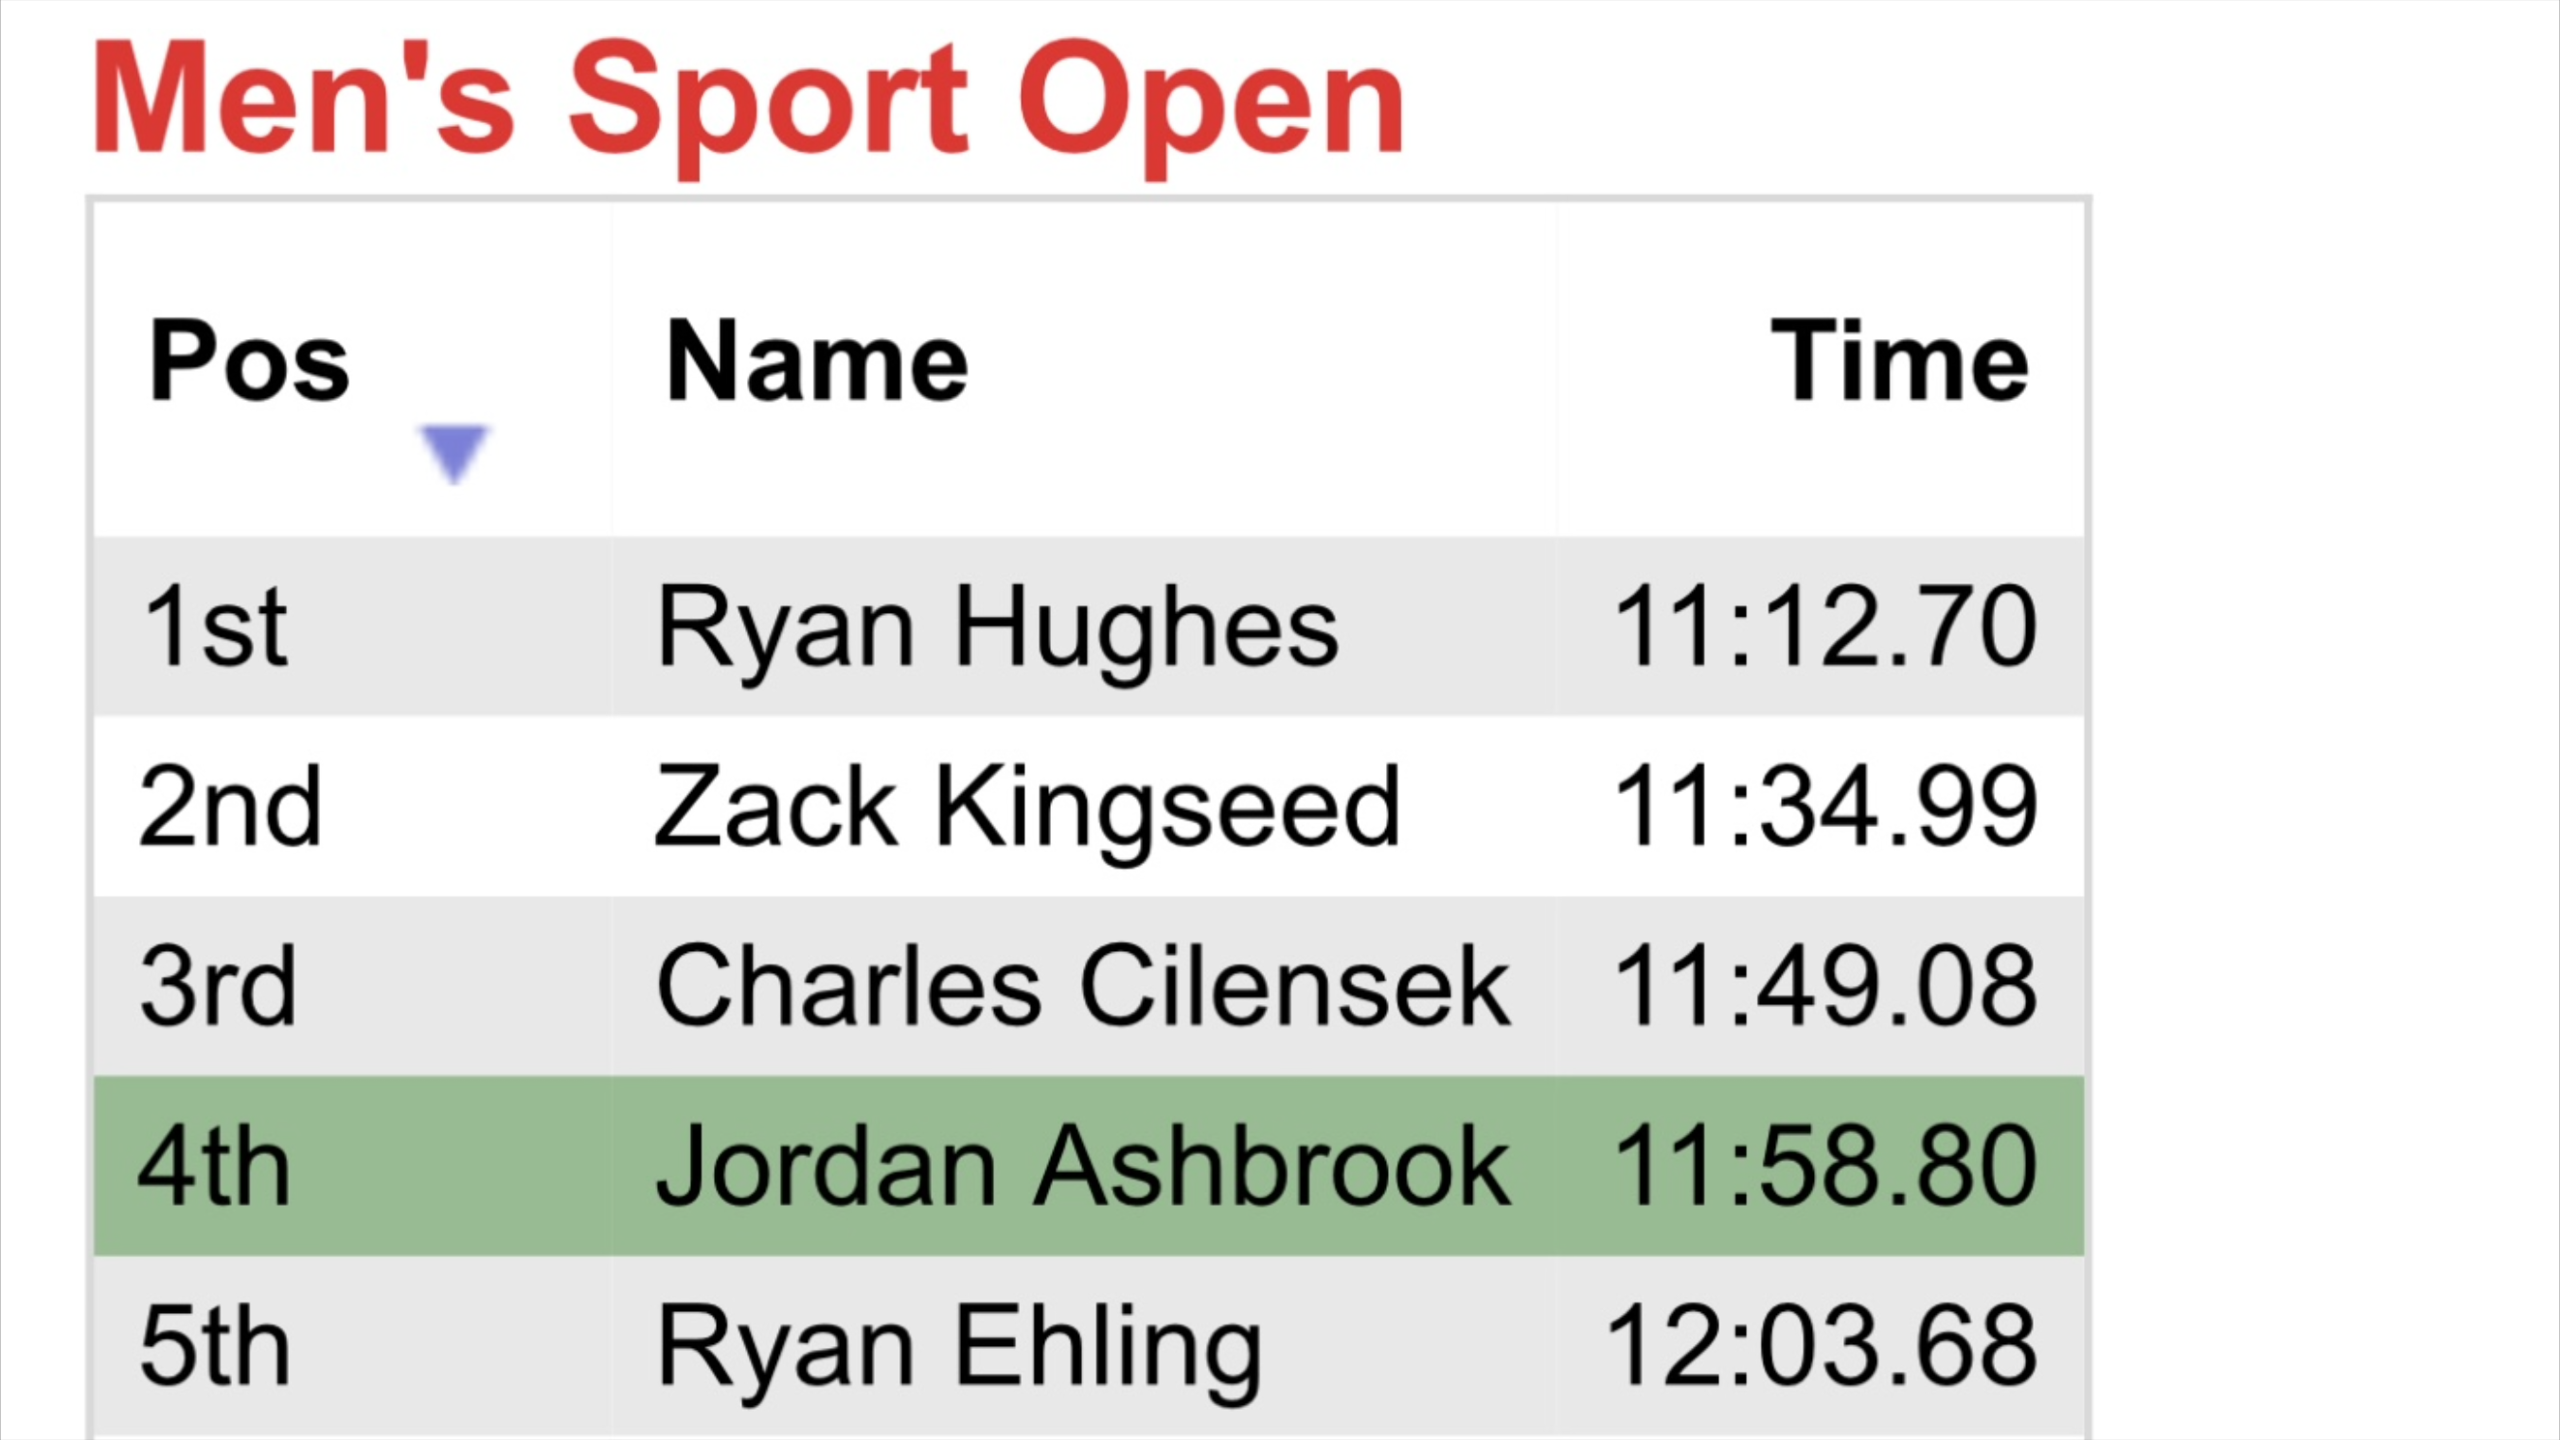 Men's Sport Open
Pos Name Time
1st Ryan Hughes 11:12.70
2nd Zack Kingseed 11:34.99
3rd Charles Cilensek 11:49.08
4th Jordan Ashbrook 11:58.80
5th Ryan Ehling 12:03.68